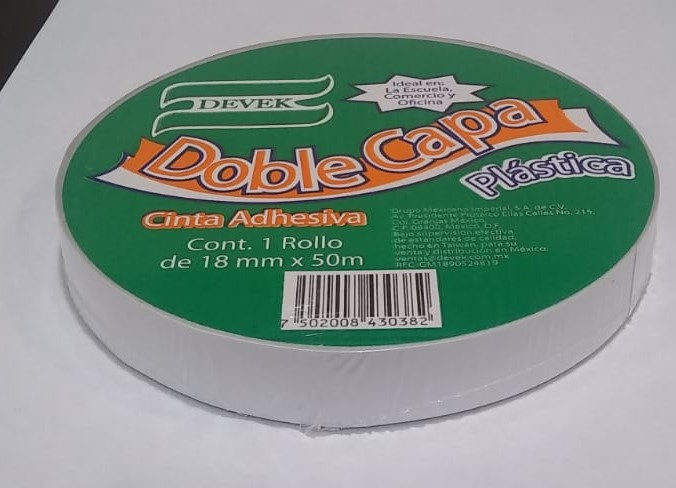 DEVEK
Ideal en:
La Escuela,
Comercio y
Oficina
Doble Capa
Plástica
Cinta Adhesiva
Cont. 1 Rollo
de 18 mm x 50m
Grupo Mexicano Imperial, S.A. de C.V.
Av. Presidente Plutarco Elías Calles No. 215,
Col. Granjas México,
C.P. 08400, México, D.F.
Bajo supervisión efectiva
de estándares de calidad,
hecho en Taiwán, para su
venta y distribución en México.
ventas@devek.com.mx
RFC-GMI890524819
7 502008 430382